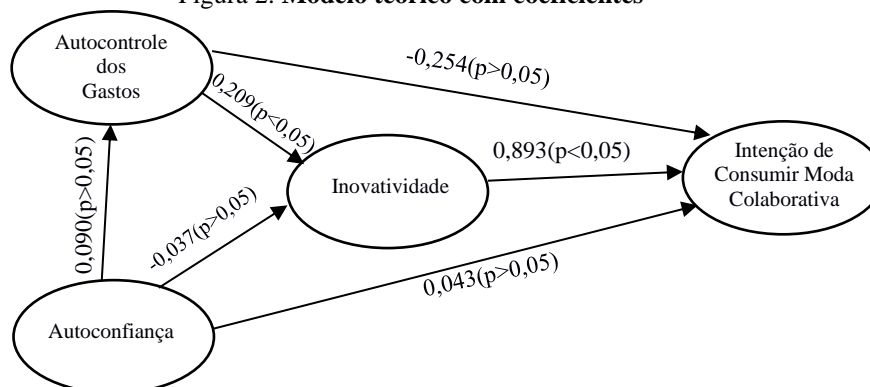 Figura 2. Modelo teórico com coeficientes
Autocontrole
dos
Gastos
-0,254(p>0,05)
0,209(p<0,05)
0,090(p>0,05)
Inovatividade
0,893(p<0,05)
Intenção de
Consumir Moda
Colaborativa
-0,037(p>0,05)
0,043(p>0,05)
Autoconfiança